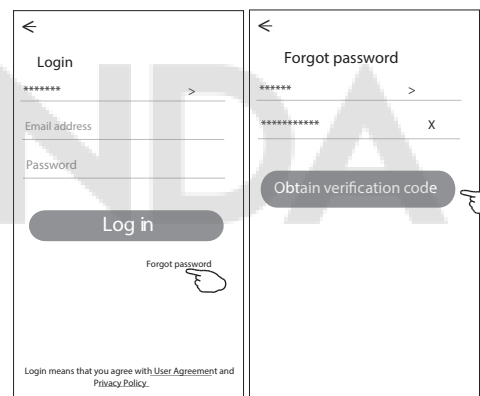 Login
******* >
Email address
Password
Log in
Forgot password
Login means that you agree with User Agreement and
Privacy Policy
Forgot password
****** >
*********** X
Obtain verification code